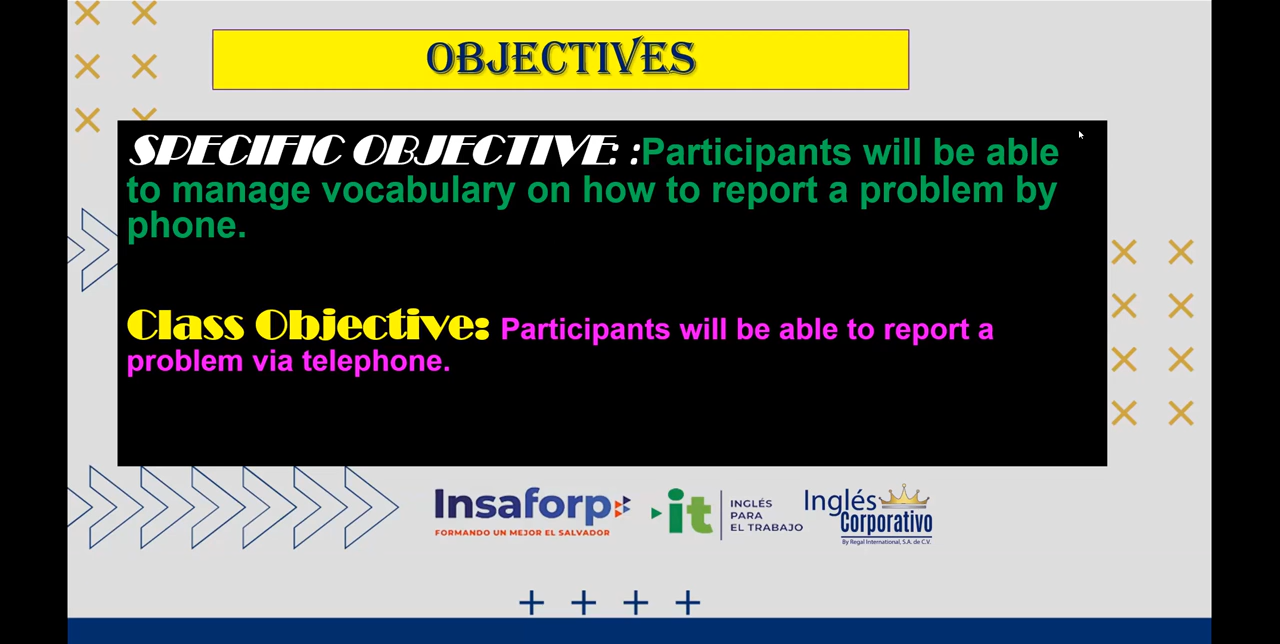 OBJECTIVES
SPECIFIC OBJECTIVE: :Participants will be able
to manage vocabulary on how to report a problem by
phone.
Class Objective: Participants will be able to report a
problem via telephone.
Insaforp
FORMANDO UN MEJOR EL SALVADOR
it
INGLÉS
PARA
EL TRABAJO
Inglés
Corporativo
By Regal International, S.A. de C.V.